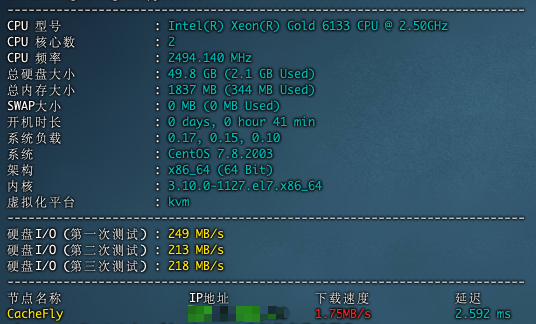 CPU 型号 : Intel(R) Xeon(R) Gold 6133 CPU @ 2.50GHz
CPU 核心数 : 2
CPU 频率 : 2494.140 MHz
总硬盘大小 : 49.8 GB (2.1 GB Used)
总内存大小 : 1837 MB (344 MB Used)
SWAP大小 : 0 MB (0 MB Used)
开机时长 : 0 days, 0 hour 41 min
系统负载 : 0.17, 0.15, 0.10
系统 : CentOS 7.8.2003
架构 : x86_64 (64 Bit)
内核 : 3.10.0-1127.el7.x86_64
虚拟化平台 : kvm
硬盘I/O (第一次测试) : 249 MB/s
硬盘I/O (第二次测试) : 213 MB/s
硬盘I/O (第三次测试) : 218 MB/s
节点名称 IP地址 下载速度 延迟
CacheFly 1.75MB/s 2.592 ms